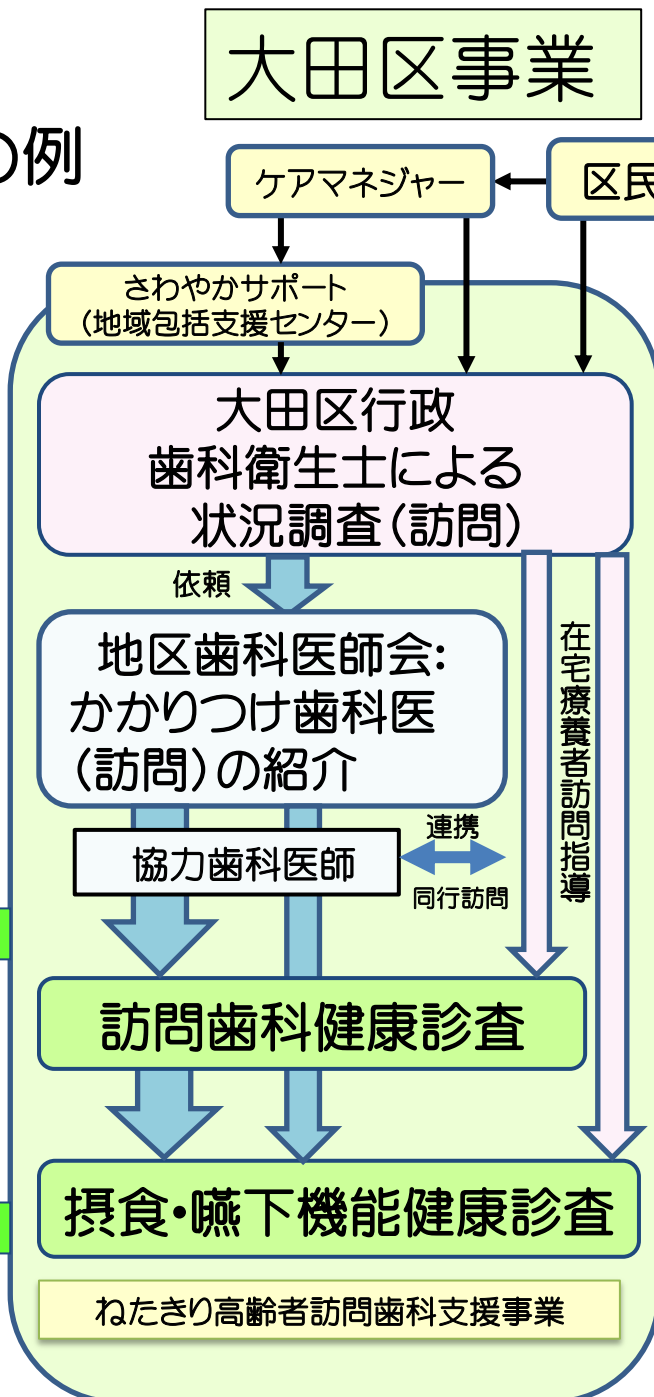 大田区事業
の例
ケアマネジャー
区民
さわやかサポート
(地域包括支援センター)
大田区行政
歯科衛生士による
状況調査(訪問)
依頼
地区歯科医師会:
かかりつけ歯科医
(訪問)の紹介
在宅療養者訪問指導
協力歯科医師
連携
同行訪問
訪問歯科健康診査
摂食・嚥下機能健康診査
ねたきり高齢者訪問歯科支援事業